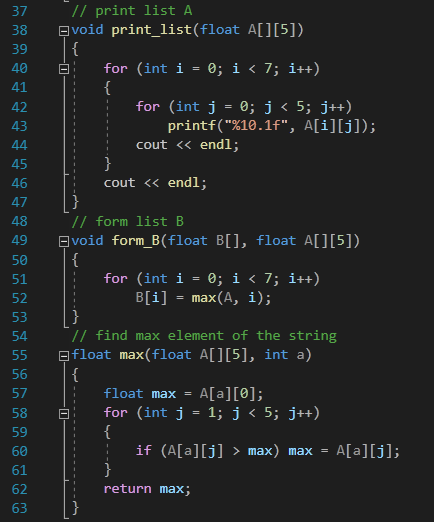 37 // print list A
38 void print_list(float A[][5])
39 {
40 for (int i = 0; i < 7; i++)
41 {
42 for (int j = 0; j < 5; j++)
43 printf("%10.1f", A[i][j]);
44 cout << endl;
45 }
46 cout << endl;
47 }
48 // form list B
49 void form_B(float B[], float A[][5])
50 {
51 for (int i = 0; i < 7; i++)
52 B[i] = max(A, i);
53 }
54 // find max element of the string
55 float max(float A[][5], int a)
56 {
57 float max = A[a][0];
58 for (int j = 1; j < 5; j++)
59 {
60 if (A[a][j] > max) max = A[a][j];
61 }
62 return max;
63 }